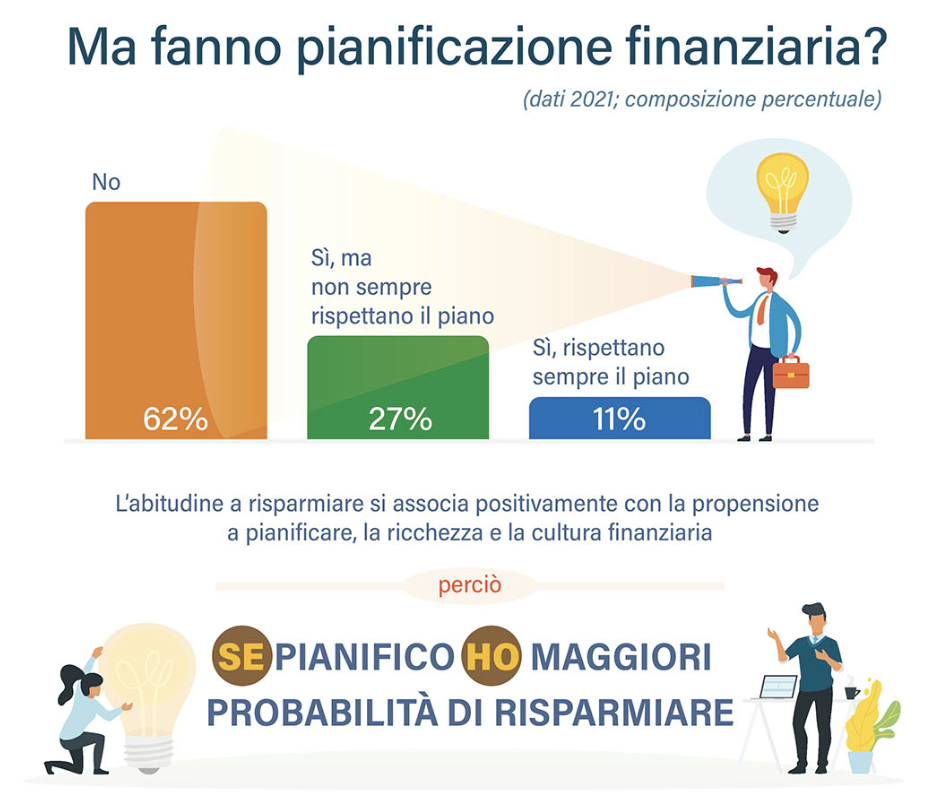 Ma fanno pianificazione finanziaria?
(dati 2021; composizione percentuale)
No
Sì, ma
non sempre
rispettano il piano
Sì, rispettano
sempre il piano
62%
27%
11%
L'abitudine a risparmiare si associa positivamente con la propensione
a pianificare, la ricchezza e la cultura finanziaria
perciò
SE PIANIFICO HO MAGGIORI
PROBABILITÀ DI RISPARMIARE